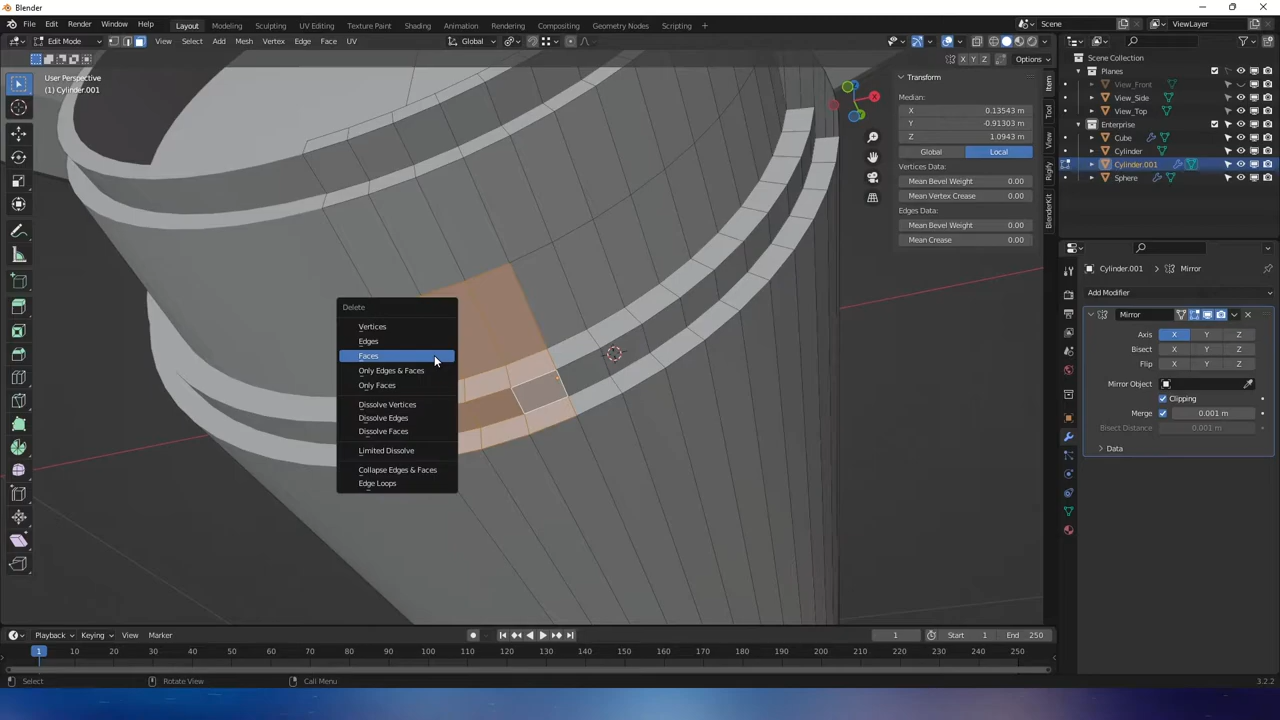 Blender
File Edit Render Window Help
Layout Modeling Sculpting UV Editing Texture Paint Shading Animation Rendering Compositing Geometry Nodes Scripting +
Scene ViewLayer
Edit Mode View Select Add Mesh Vertex Edge Face UV Global
X Y Z Options
User Perspective
(1) Cylinder.001
Transform
Median:
X 0.13543 m
Y -0.91303 m
Z 1.0943 m
Global Local
Vertices Data:
Mean Bevel Weight 0.00
Mean Vertex Crease 0.00
Edges Data:
Mean Bevel Weight 0.00
Mean Crease 0.00
Item
Tool
View
Rigify
BlenderKit
Scene Collection
Planes
View_Front
View_Side
View_Top
Enterprise
Cube
Cylinder
Cylinder.001
Sphere
Cylinder.001 Mirror
Add Modifier
Mirror
Axis X Y Z
Bisect X Y Z
Flip X Y Z
Mirror Object
Clipping
Merge 0.001 m
Bisect Distance 0.001 m
Data
Delete
Vertices
Edges
Faces
Only Edges & Faces
Only Faces
Dissolve Vertices
Dissolve Edges
Dissolve Faces
Limited Dissolve
Collapse Edges & Faces
Edge Loops
Playback Keying View Marker 1 Start 1 End 250
1 10 20 30 40 50 60 70 80 90 100 110 120 130 140 150 160 170 180 190 200 210 220 230 240 250
Select Rotate View Call Menu 3.2.2